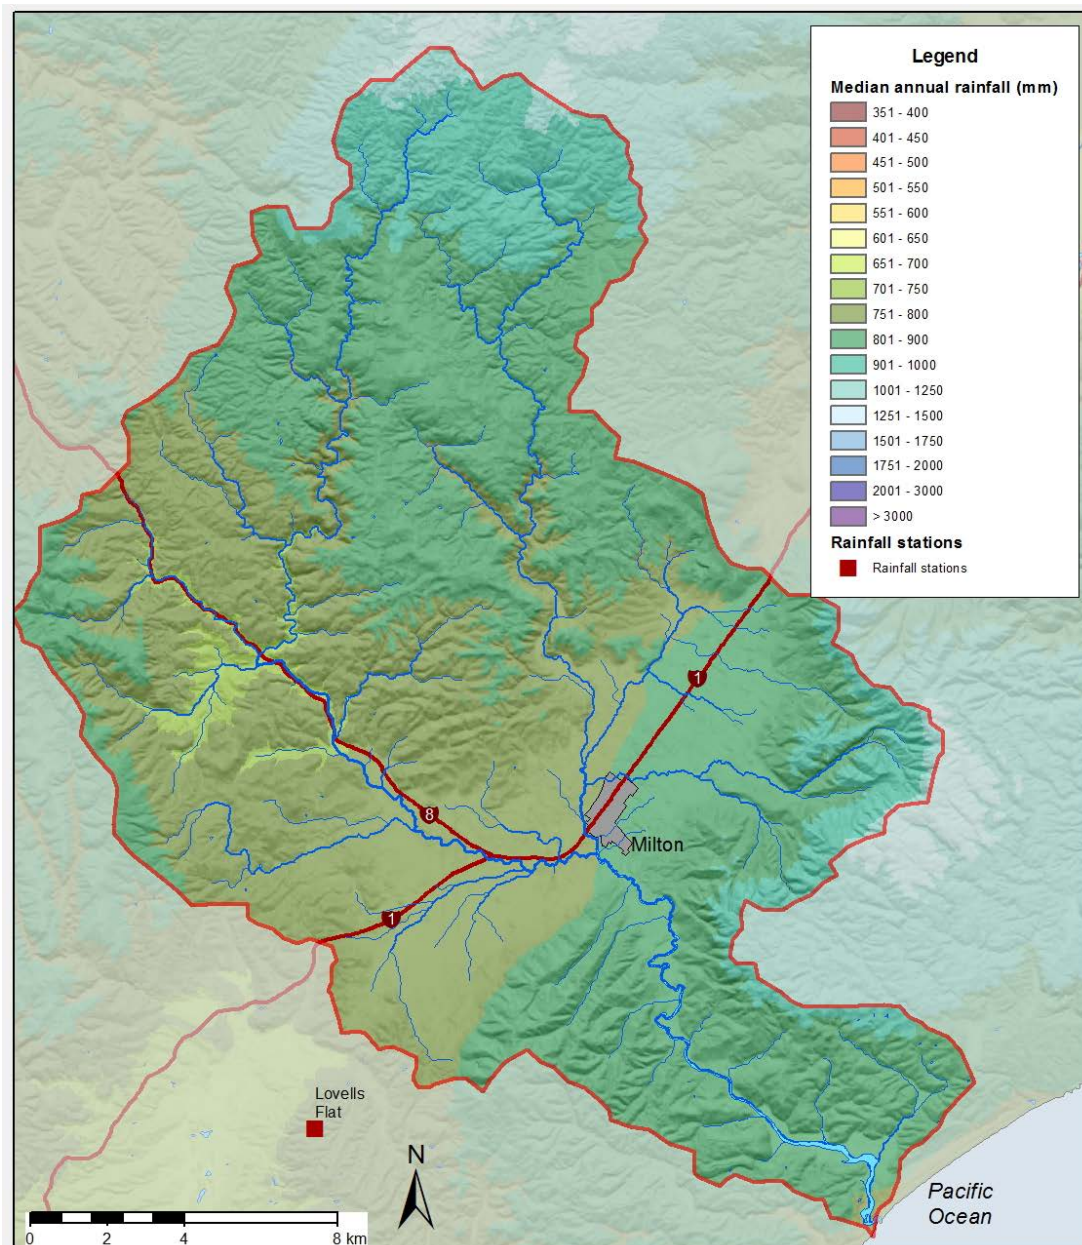 Legend
Median annual rainfall (mm)
351 - 400
401 - 450
451 - 500
501 - 550
551 - 600
601 - 650
651 - 700
701 - 750
751 - 800
801 - 900
901 - 1000
1001 - 1250
1251 - 1500
1501 - 1750
1751 - 2000
2001 - 3000
> 3000
Rainfall stations
Rainfall stations
1
8
Milton
1
Lovells
Flat
N
Pacific
Ocean
0 2 4 8 km